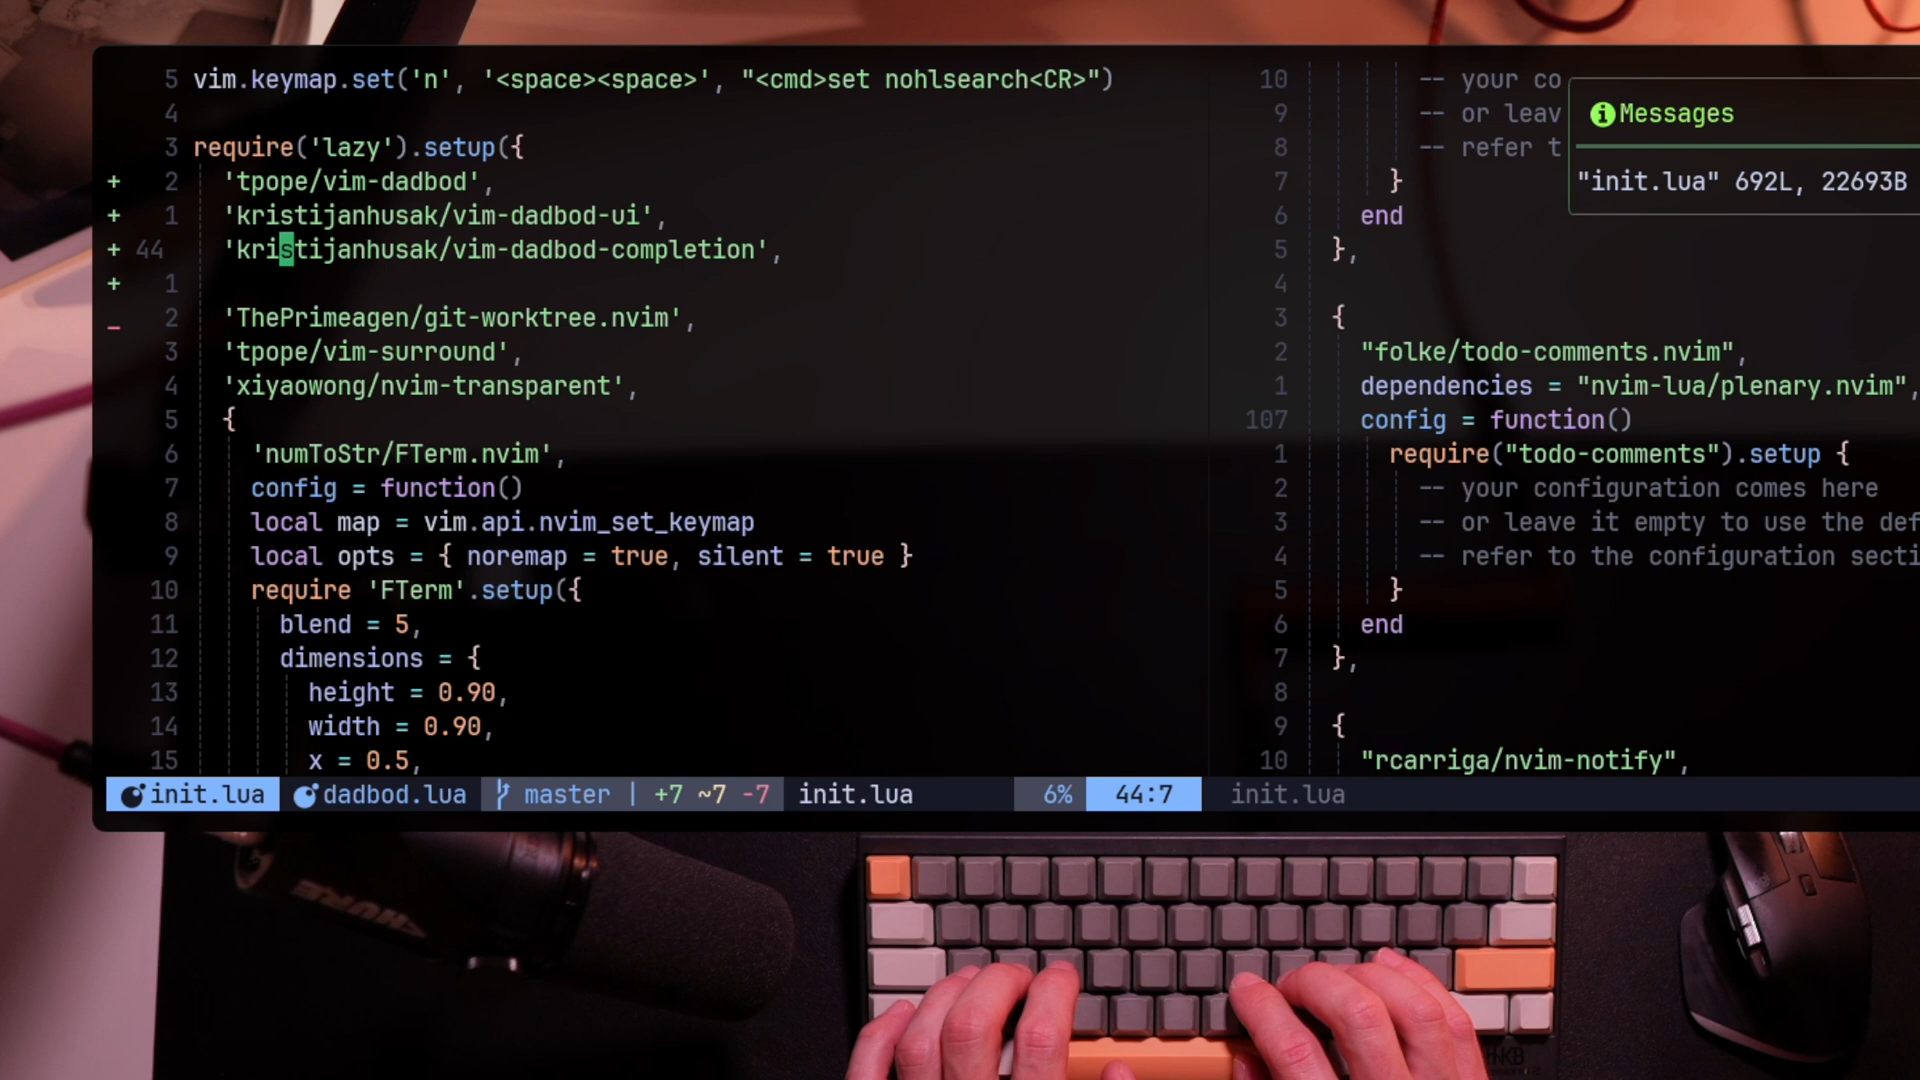 5 vim.keymap.set('n', '<space><space>', "<cmd>set nohlsearch<CR>")
4
3 require('lazy').setup({
+ 2 'tpope/vim-dadbod',
+ 1 'kristijanhusak/vim-dadbod-ui',
+ 44 'kristijanhusak/vim-dadbod-completion',
+ 1
_ 2 'ThePrimeagen/git-worktree.nvim',
3 'tpope/vim-surround',
4 'xiyaowong/nvim-transparent',
5 {
6 'numToStr/FTerm.nvim',
7 config = function()
8 local map = vim.api.nvim_set_keymap
9 local opts = { noremap = true, silent = true }
10 require 'FTerm'.setup({
11 blend = 5,
12 dimensions = {
13 height = 0.90,
14 width = 0.90,
15 x = 0.5,
10 -- your co
9 -- or leav
8 -- refer t
7 }
6 end
5 },
4
3 {
2 "folke/todo-comments.nvim",
1 dependencies = "nvim-lua/plenary.nvim",
107 config = function()
1 require("todo-comments").setup {
2 -- your configuration comes here
3 -- or leave it empty to use the def
4 -- refer to the configuration secti
5 }
6 end
7 },
8
9 {
10 "rcarriga/nvim-notify",
Messages
"init.lua" 692L, 22693B
init.lua dadbod.lua master | +7 ~7 -7 init.lua 6% 44:7 init.lua
SHURE
HHKB